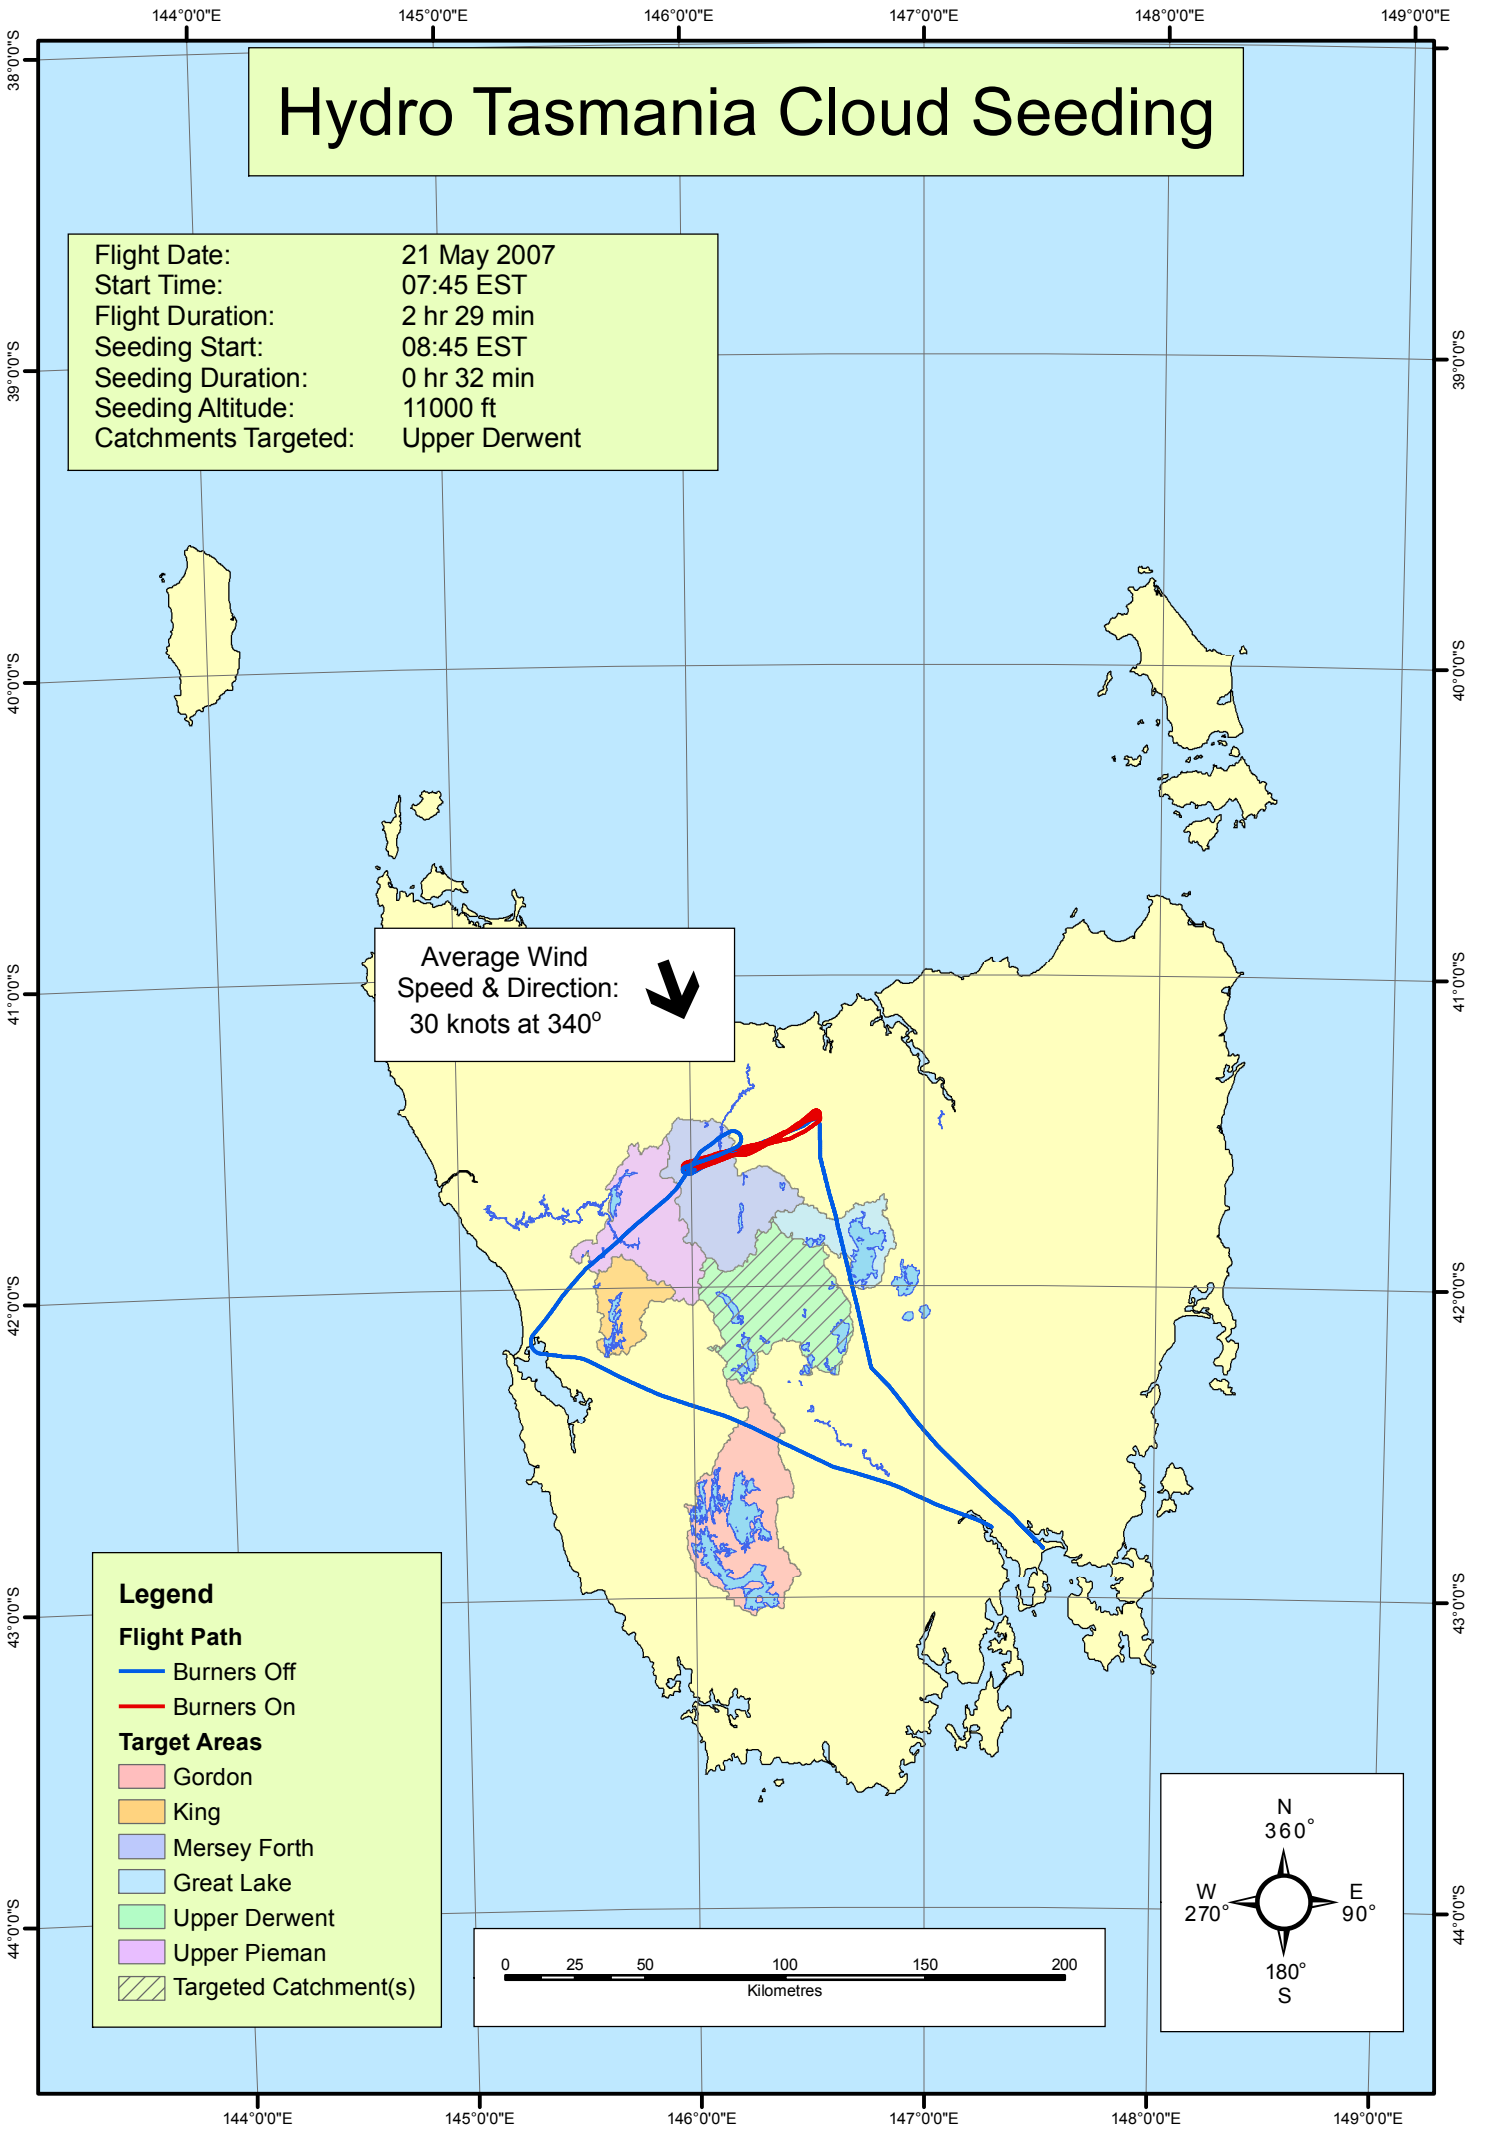 144°0'0"E 145°0'0"E 146°0'0"E 147°0'0"E 148°0'0"E 149°0'0"E
Hydro Tasmania Cloud Seeding
Flight Date: 21 May 2007
Start Time: 07:45 EST
Flight Duration: 2 hr 29 min
Seeding Start: 08:45 EST
Seeding Duration: 0 hr 32 min
Seeding Altitude: 11000 ft
Catchments Targeted: Upper Derwent
38°0'0"S
39°0'0"S 39°0'0"S
40°0'0"S 40°0'0"S
41°0'0"S 41°0'0"S
42°0'0"S 42°0'0"S
43°0'0"S 43°0'0"S
44°0'0"S 44°0'0"S
Average Wind
Speed & Direction:
30 knots at 340°
Legend
Flight Path
Burners Off
Burners On
Target Areas
Gordon
King
Mersey Forth
Great Lake
Upper Derwent
Upper Pieman
Targeted Catchment(s)
0 25 50 100 150 200
Kilometres
N
360°
W E
270° 90°
180°
S
144°0'0"E 145°0'0"E 146°0'0"E 147°0'0"E 148°0'0"E 149°0'0"E